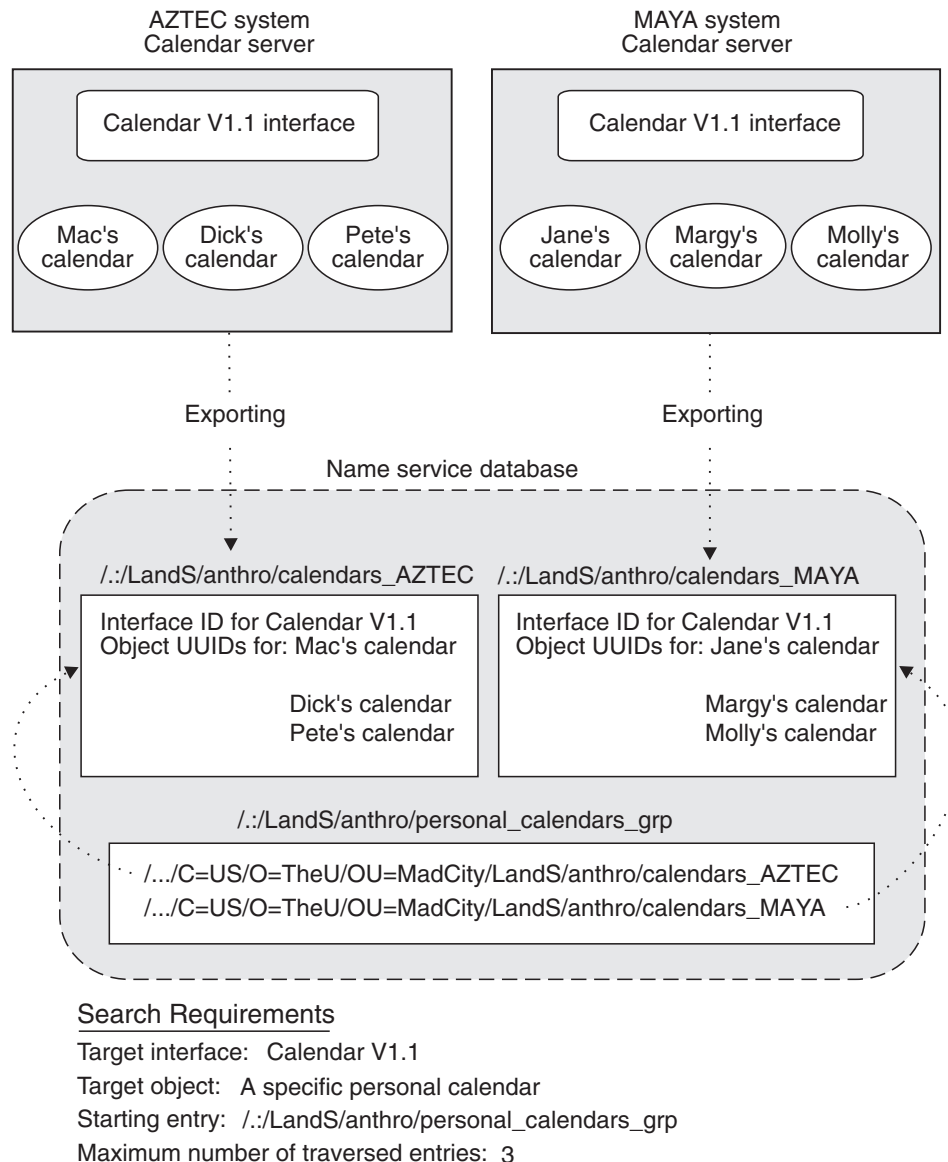 AZTEC system
Calendar server
MAYA system
Calendar server
Calendar V1.1 interface
Calendar V1.1 interface
Mac's
calendar
Dick's
calendar
Pete's
calendar
Jane's
calendar
Margy's
calendar
Molly's
calendar
Exporting
Exporting
Name service database
/.:/LandS/anthro/calendars_AZTEC
/.:/LandS/anthro/calendars_MAYA
Interface ID for Calendar V1.1
Object UUIDs for: Mac's calendar
Dick's calendar
Pete's calendar
Interface ID for Calendar V1.1
Object UUIDs for: Jane's calendar
Margy's calendar
Molly's calendar
/.:/LandS/anthro/personal_calendars_grp
/.../C=US/O=TheU/OU=MadCity/LandS/anthro/calendars_AZTEC
/.../C=US/O=TheU/OU=MadCity/LandS/anthro/calendars_MAYA
Search Requirements
Target interface: Calendar V1.1
Target object: A specific personal calendar
Starting entry: /.:/LandS/anthro/personal_calendars_grp
Maximum number of traversed entries: 3